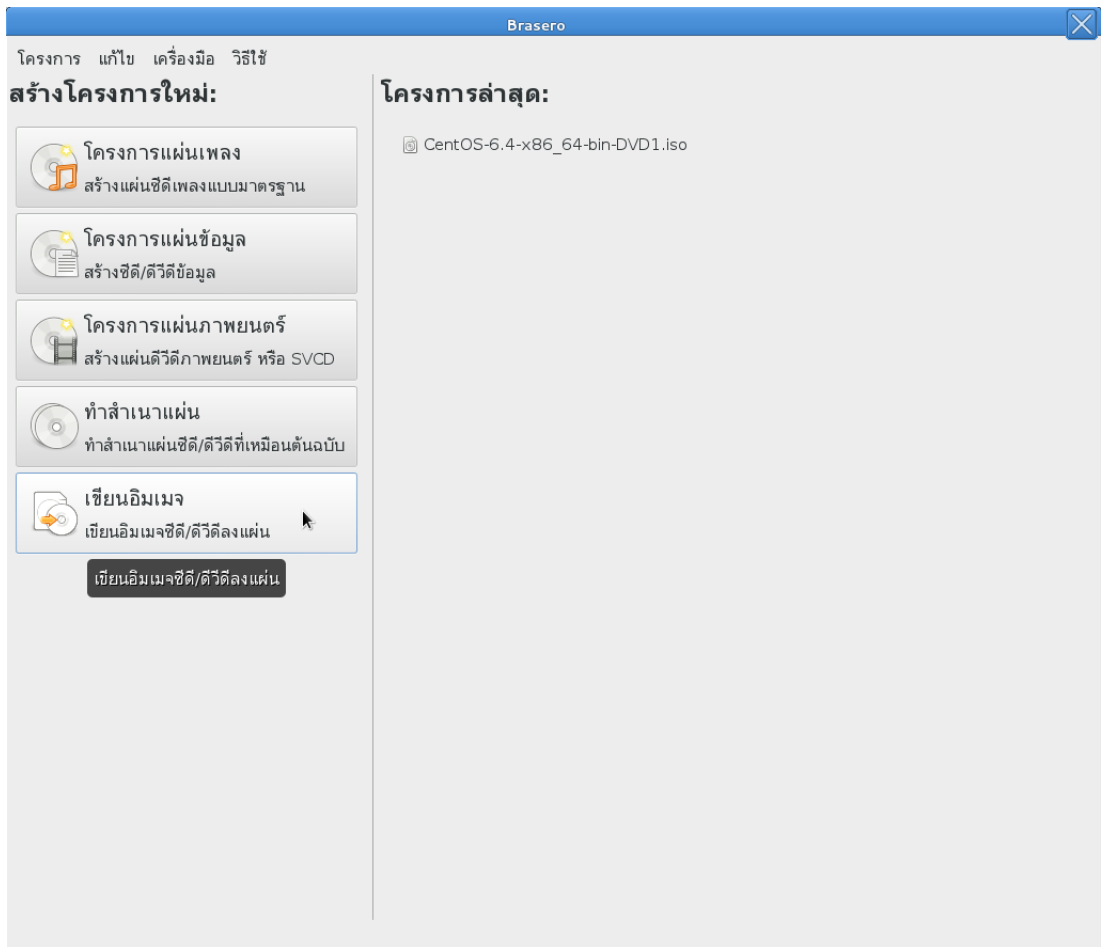 Brasero
โครงการ แก้ไข เครื่องมือ วิธีใช้
สร้างโครงการใหม่:
โครงการแผ่นเพลง
สร้างแผ่นซีดีเพลงแบบมาตรฐาน
โครงการแผ่นข้อมูล
สร้างซีดี/ดีวีดีข้อมูล
โครงการแผ่นภาพยนตร์
สร้างแผ่นดีวีดีภาพยนตร์ หรือ SVCD
ทำสำเนาแผ่น
ทำสำเนาแผ่นซีดี/ดีวีดีที่เหมือนต้นฉบับ
เขียนอิมเมจ
เขียนอิมเมจซีดี/ดีวีดีลงแผ่น
เขียนอิมเมจซีดี/ดีวีดีลงแผ่น
โครงการล่าสุด:
CentOS-6.4-x86_64-bin-DVD1.iso